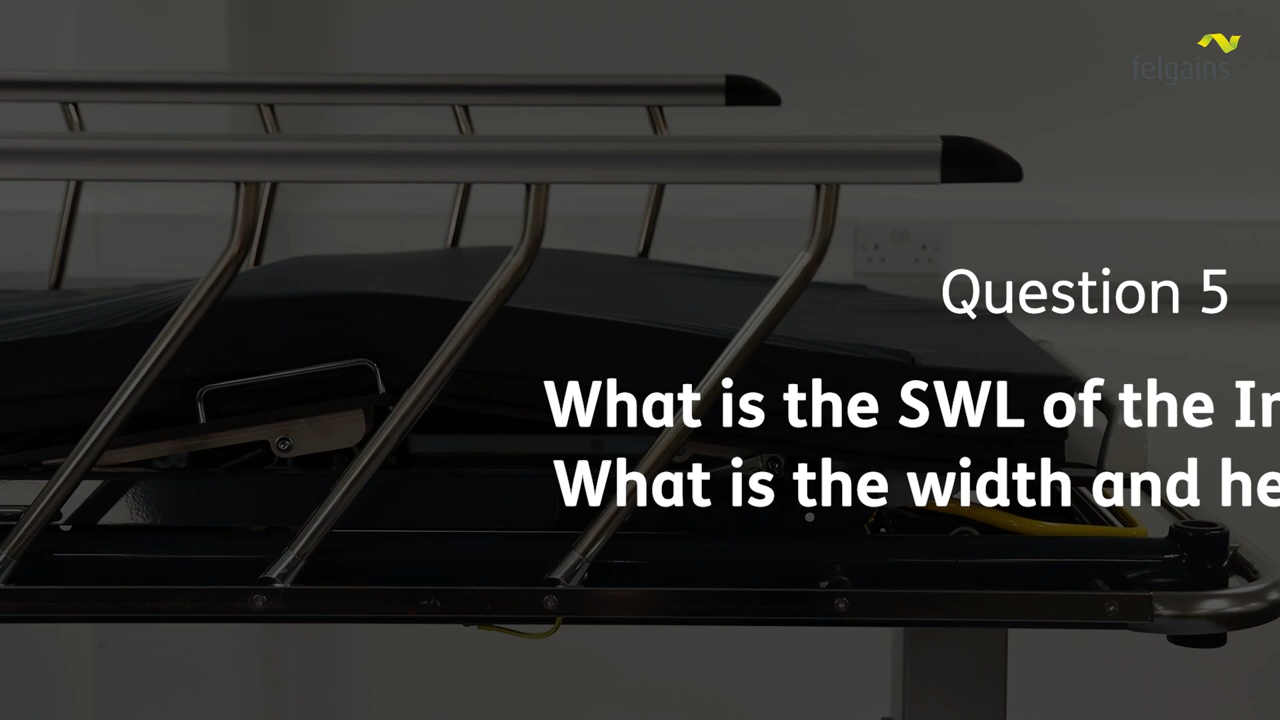 felgains
Question 5
What is the SWL of the In
What is the width and he